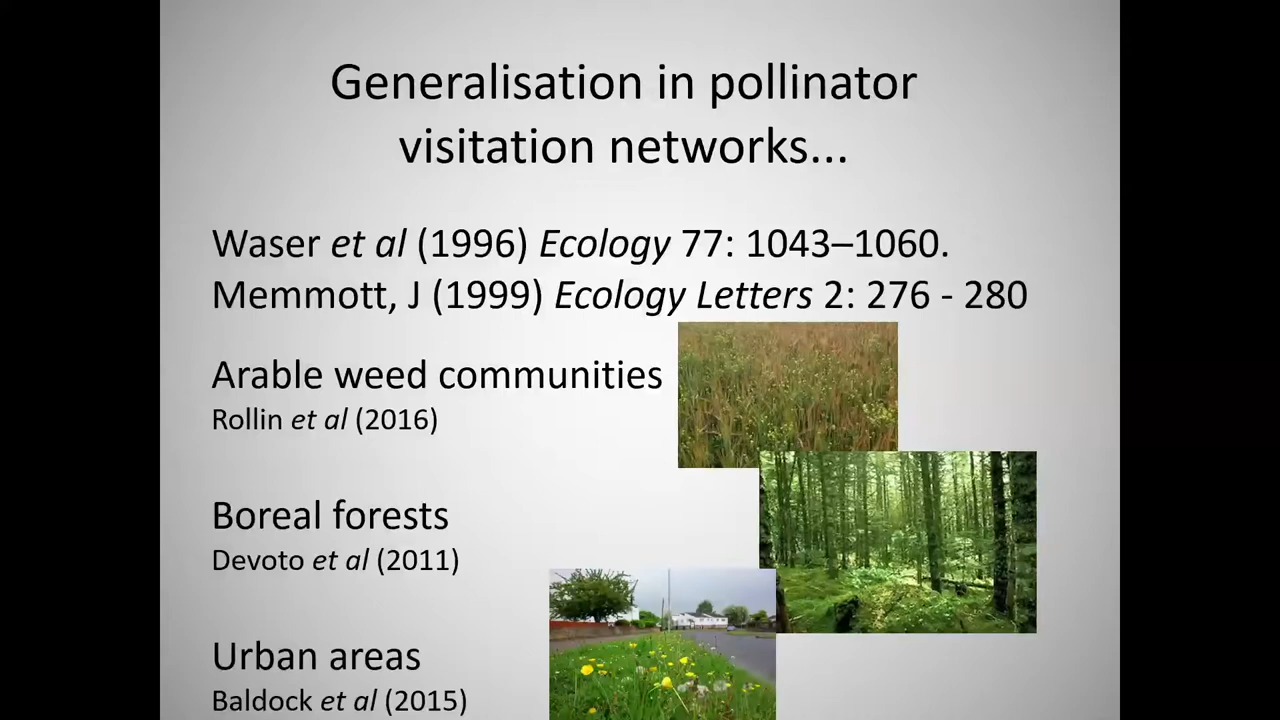 Generalisation in pollinator
visitation networks...
Waser et al (1996) Ecology 77: 1043–1060.
Memmott, J (1999) Ecology Letters 2: 276 - 280
Arable weed communities
Rollin et al (2016)
Boreal forests
Devoto et al (2011)
Urban areas
Baldock et al (2015)